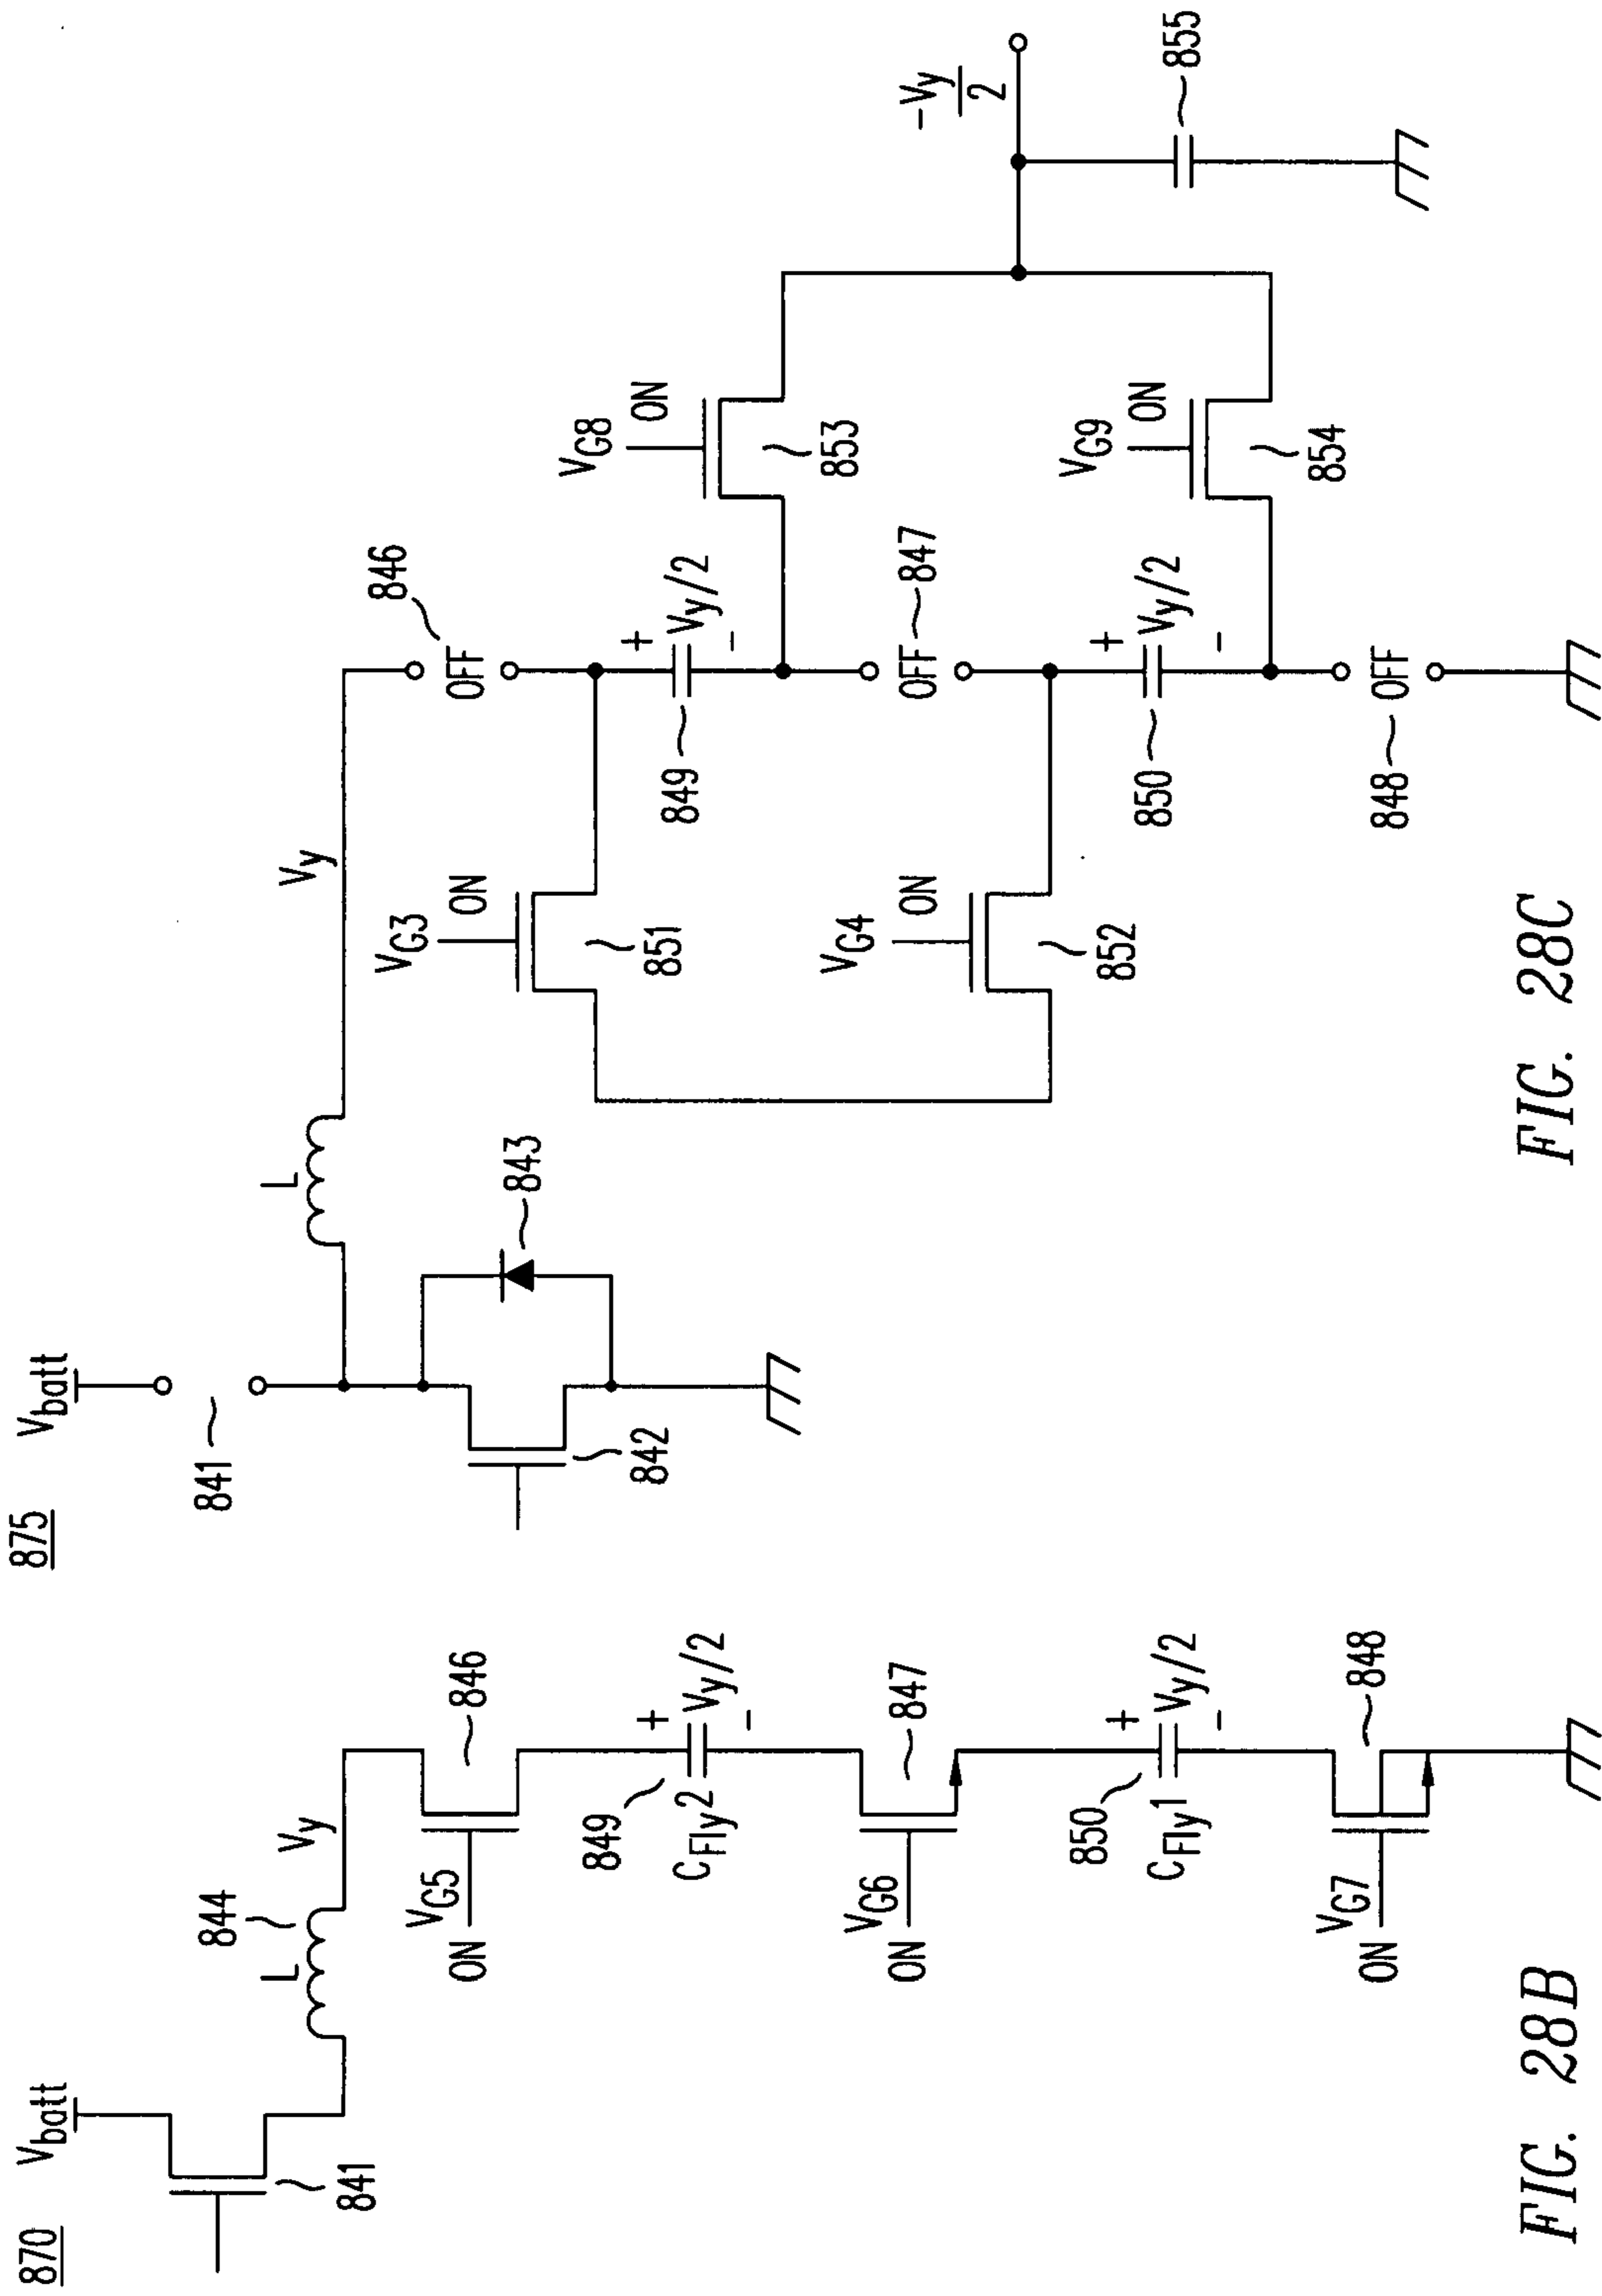 870
Vbatt
841
844
L
Vy
VG5
ON
846
849
CFly2
+
Vy/2
-
VG6
ON
847
850
CFly1
+
Vy/2
-
VG7
ON
848
FIG. 28B
875
Vbatt
841
842
843
L
Vy
846
OFF
VG3
ON
851
849
+
Vy/2
-
VG8
ON
853
847
OFF
VG4
ON
852
850
+
Vy/2
-
VG9
ON
854
848
OFF
-Vy
2
855
FIG. 28C